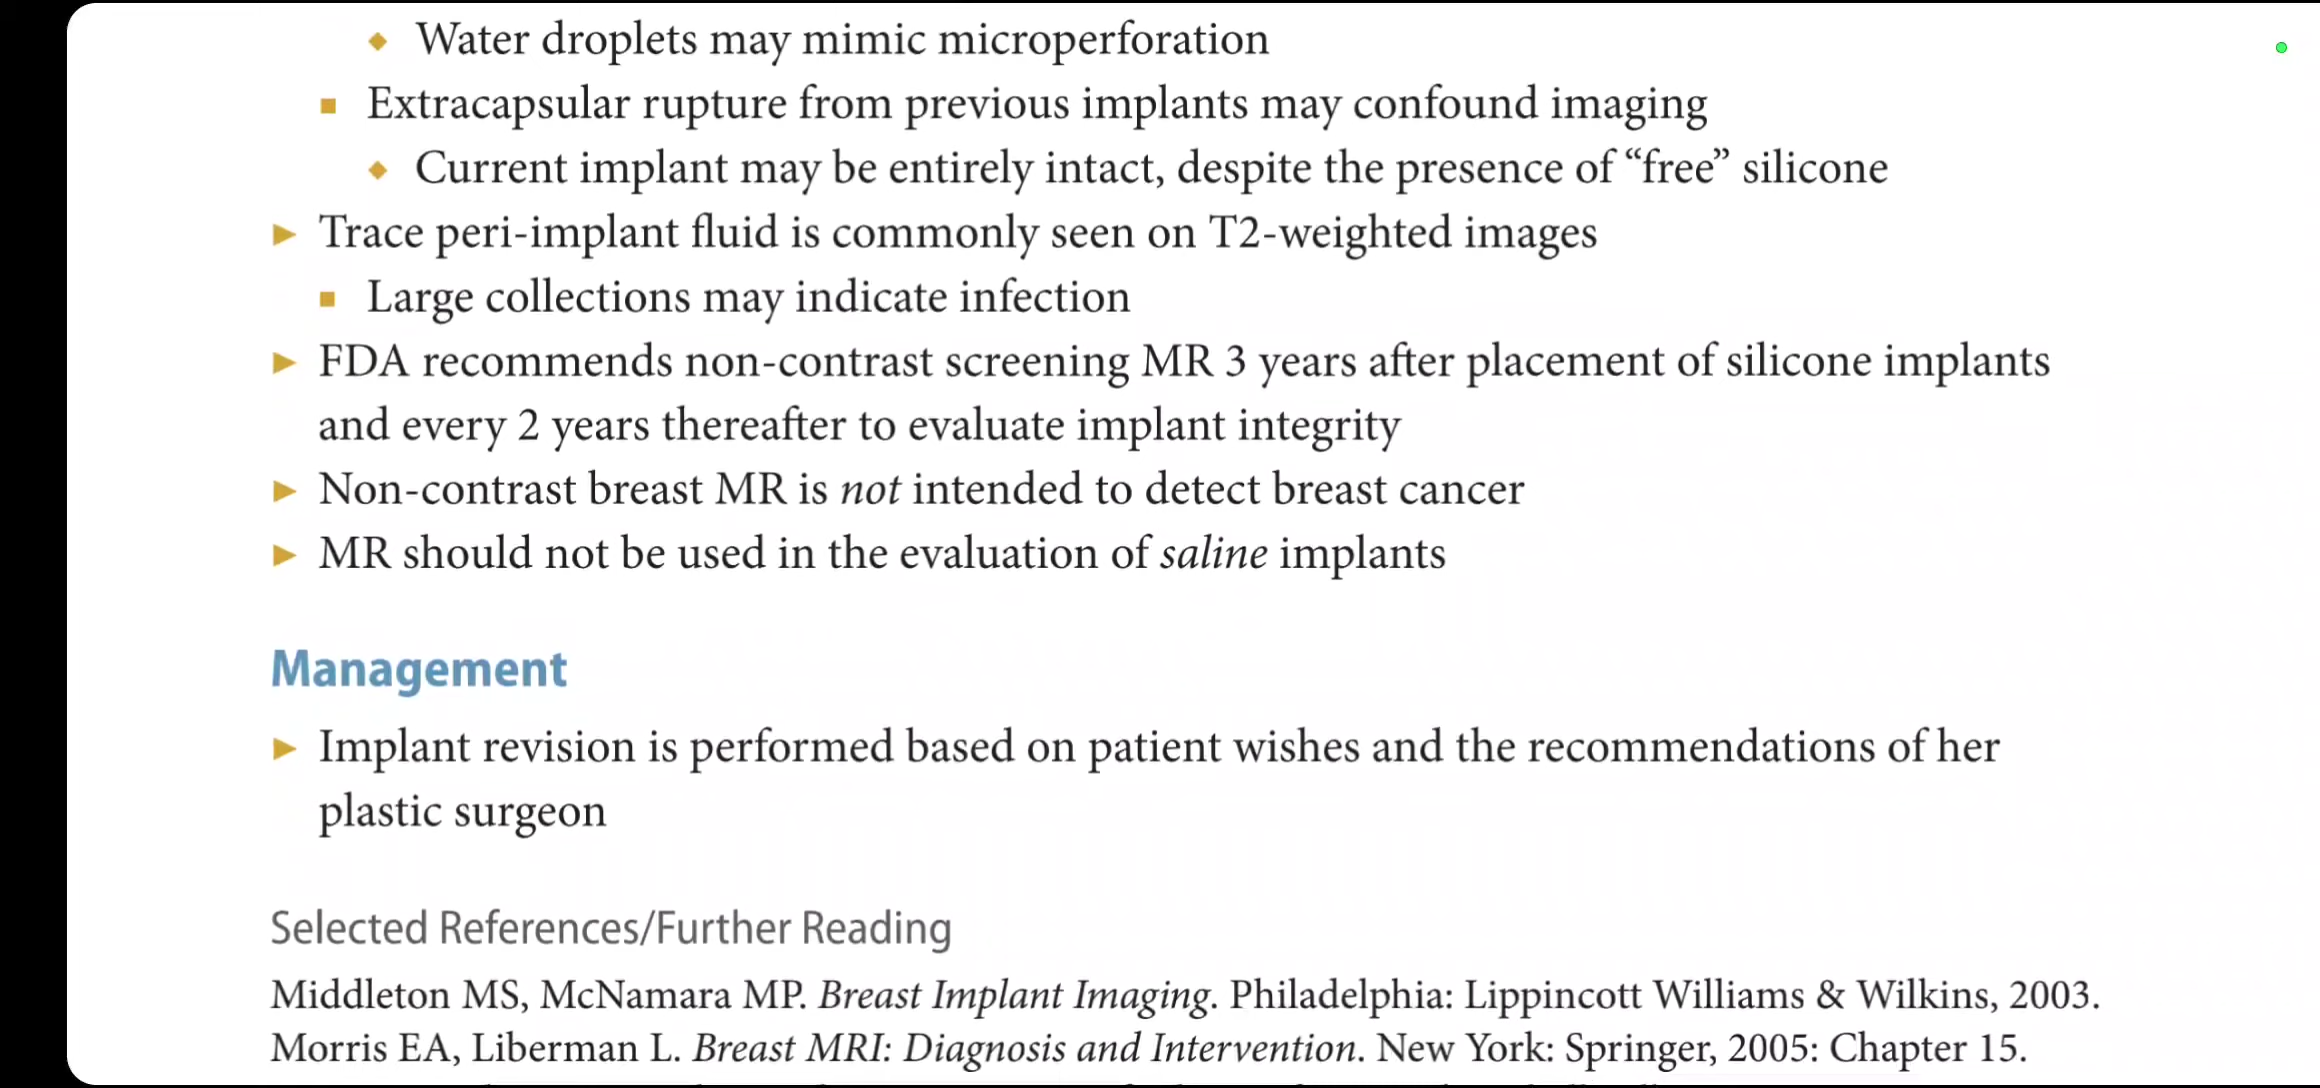 ◆ Water droplets may mimic microperforation
■ Extracapsular rupture from previous implants may confound imaging
◆ Current implant may be entirely intact, despite the presence of “free” silicone
► Trace peri-implant fluid is commonly seen on T2-weighted images
■ Large collections may indicate infection
► FDA recommends non-contrast screening MR 3 years after placement of silicone implants
and every 2 years thereafter to evaluate implant integrity
► Non-contrast breast MR is not intended to detect breast cancer
► MR should not be used in the evaluation of saline implants
Management
► Implant revision is performed based on patient wishes and the recommendations of her
plastic surgeon
Selected References/Further Reading
Middleton MS, McNamara MP. Breast Implant Imaging. Philadelphia: Lippincott Williams & Wilkins, 2003.
Morris EA, Liberman L. Breast MRI: Diagnosis and Intervention. New York: Springer, 2005: Chapter 15.